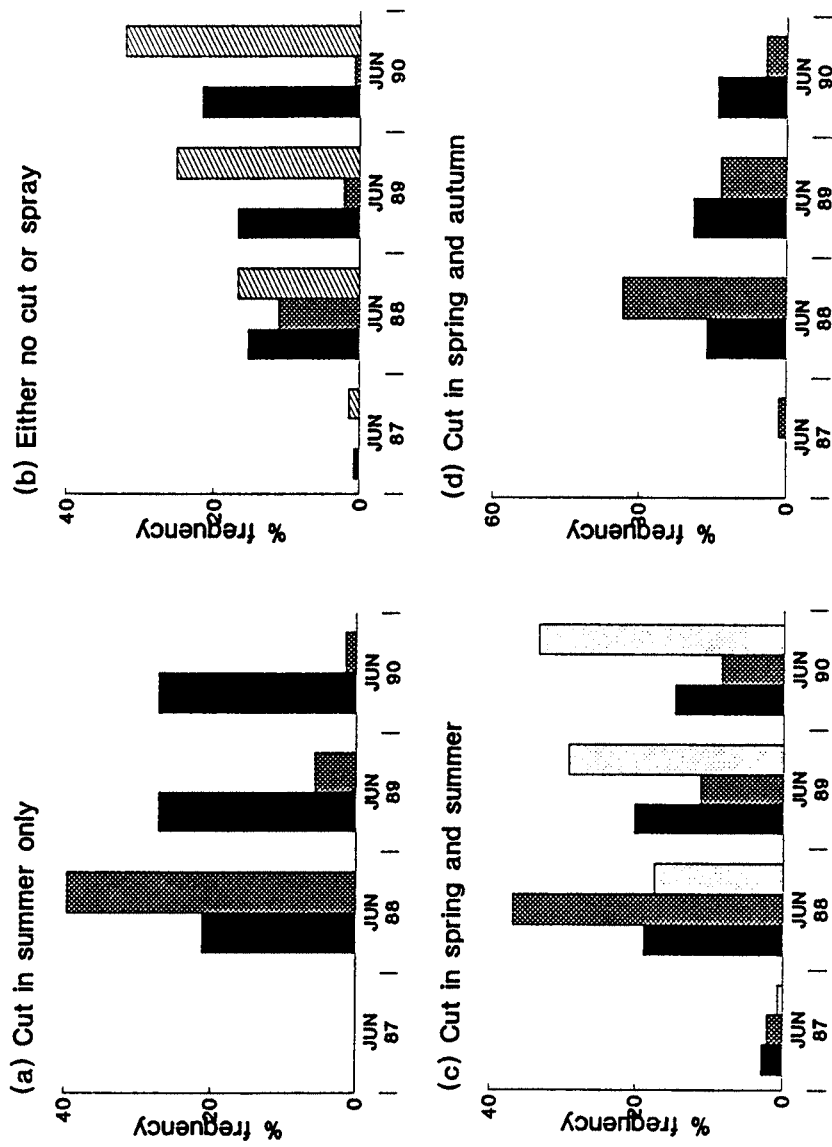 (a) Cut in summer only
% frequency
40
20
0
JUN JUN JUN JUN
87 88 89 90
(b) Either no cut or spray
% frequency
40
20
0
JUN JUN JUN JUN
87 88 89 90
(c) Cut in spring and summer
% frequency
40
20
0
JUN JUN JUN JUN
87 88 89 90
(d) Cut in spring and autumn
% frequency
60
30
0
JUN JUN JUN JUN
87 88 89 90